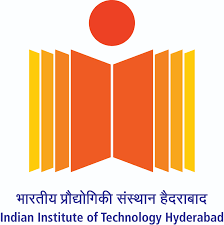 भारतीय प्रौद्योगिकी संस्थान हैदराबाद
Indian Institute of Technology Hyderabad